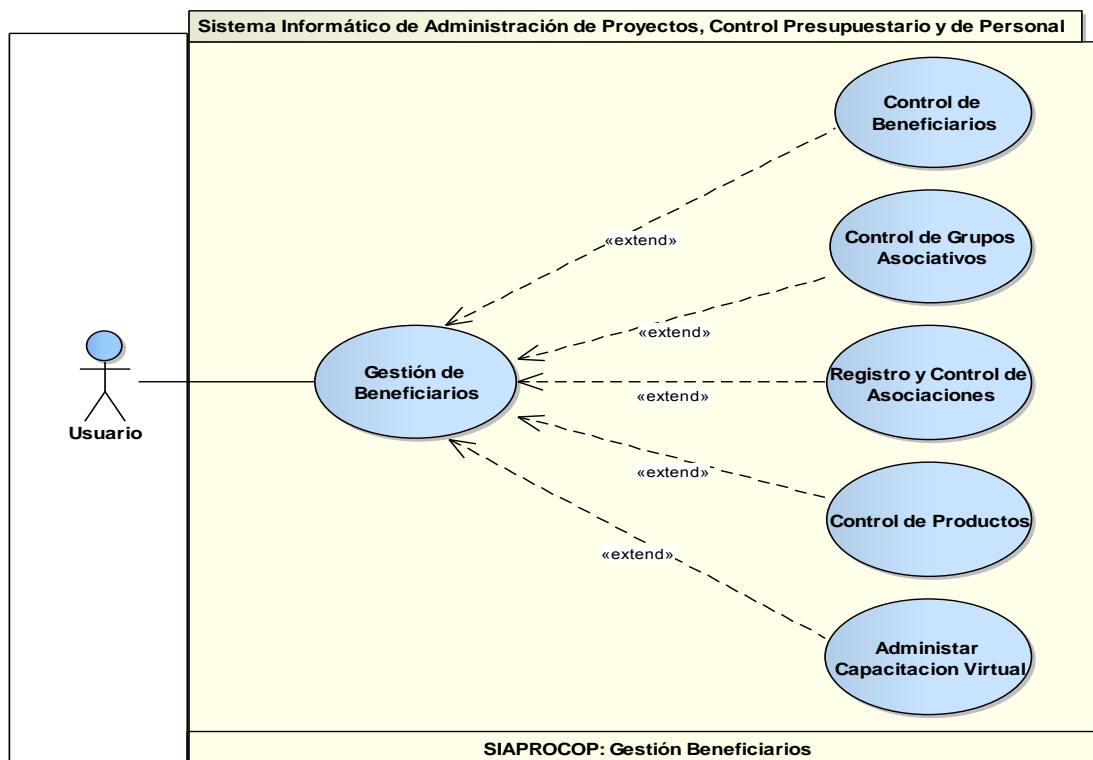 Sistema Informático de Administración de Proyectos, Control Presupuestario y de Personal
Control de
Beneficiarios
«extend»
Control de Grupos
Asociativos
«extend»
Gestión de
Beneficiarios
Registro y Control de
Asociaciones
«extend»
Usuario
«extend»
Control de Productos
«extend»
Administar
Capacitacion Virtual
SIAPROCOP: Gestión Beneficiarios